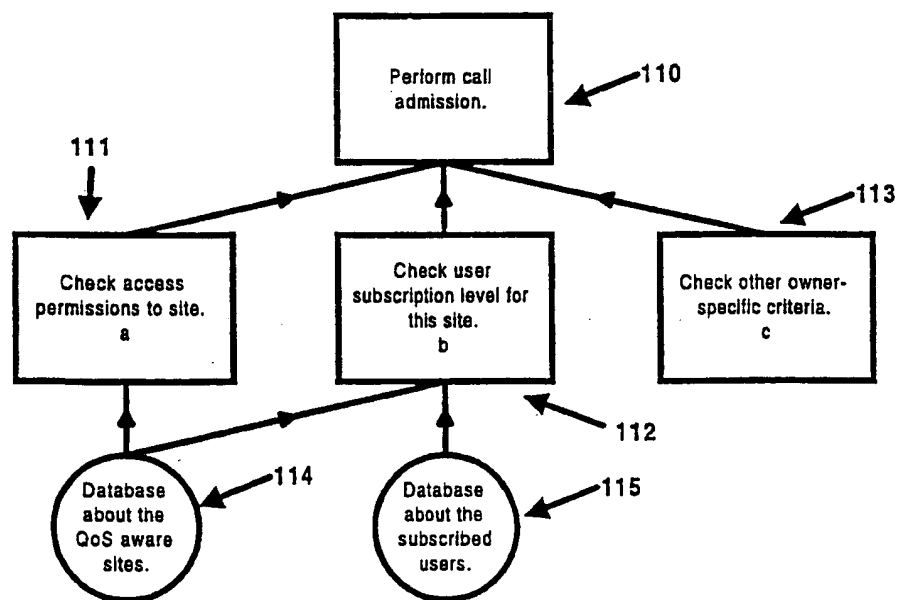 Perform call
admission.
110
111
113
Check access
permissions to site.
a
Check user
subscription level for
this site.
b
Check other owner-
specific criteria.
c
112
114
115
Database
about the
QoS aware
sites.
Database
about the
subscribed
users.